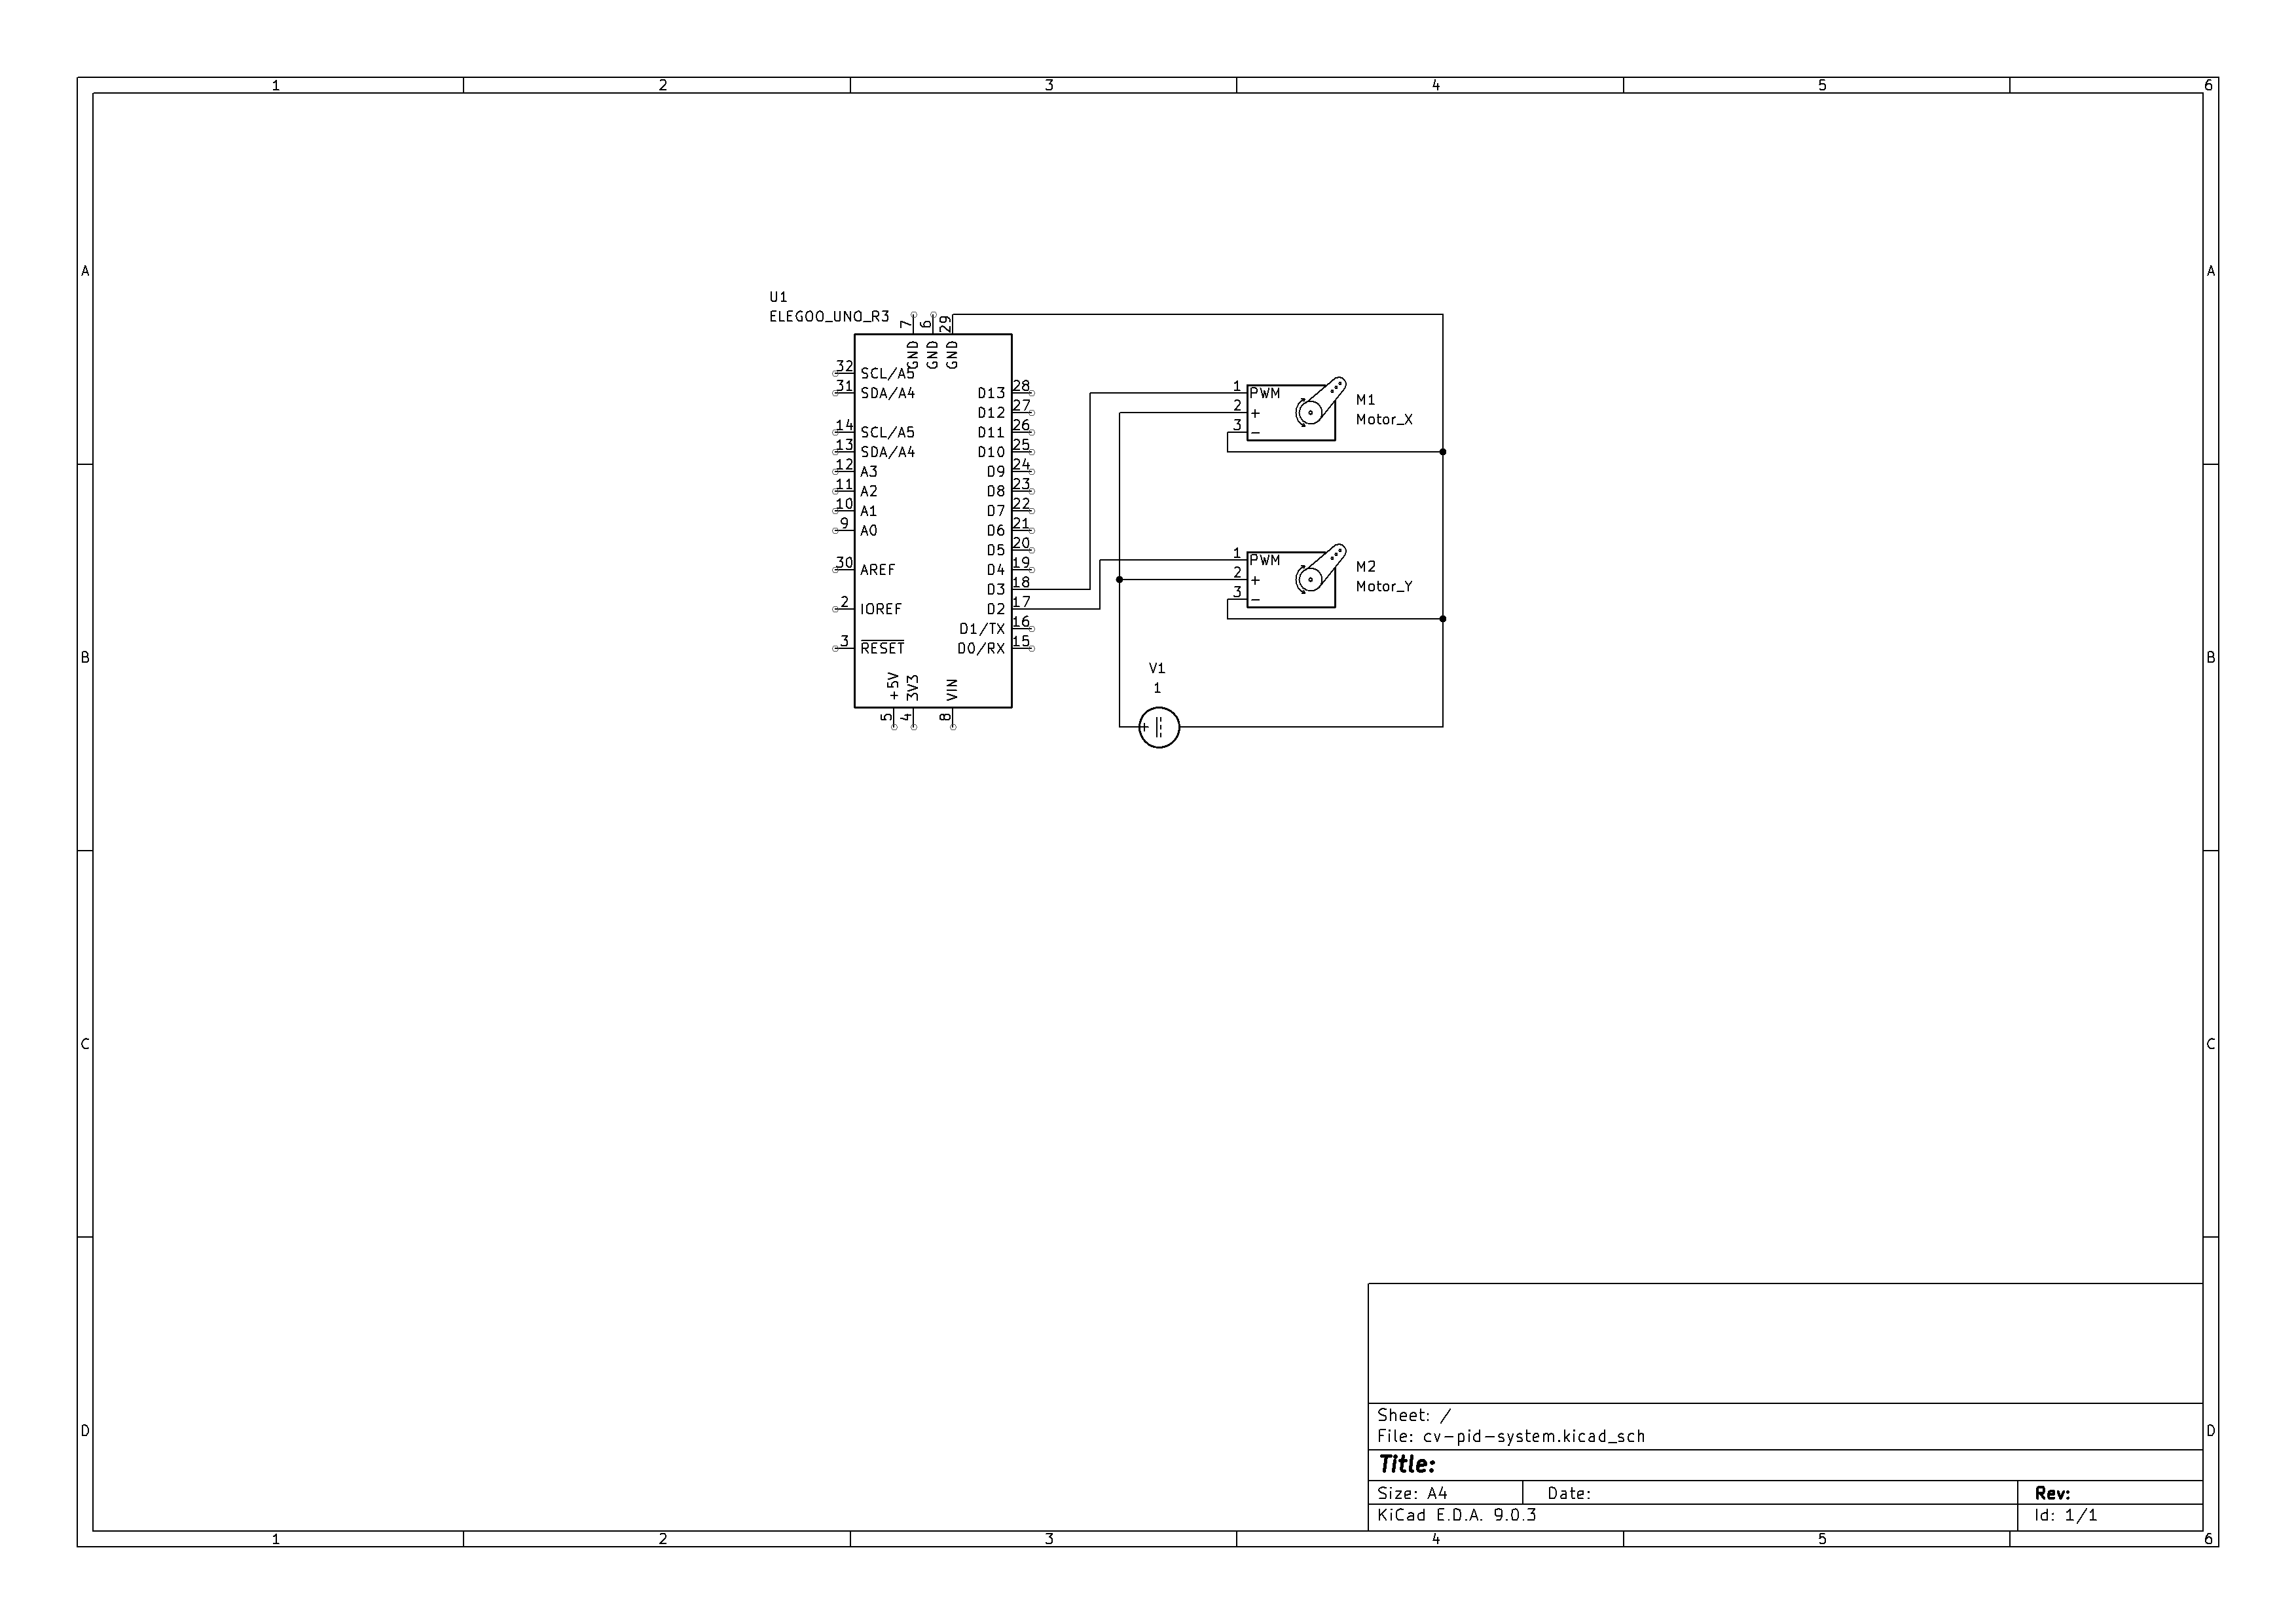 1 2 3 4 5 6
A A
U1
ELEGOO_UNO_R3
7 6 29
GND GND GND
32 SCL/A5
31 SDA/A4
14 SCL/A5
13 SDA/A4
12 A3
11 A2
10 A1
9 A0
30 AREF
2 IOREF
3 RESET
D13 28
D12 27
D11 26
D10 25
D9 24
D8 23
D7 22
D6 21
D5 20
D4 19
D3 18
D2 17
D1/TX 16
D0/RX 15
+5V 3V3 VIN
5 4 8
1 PWM
2 +
3 -
M1
Motor_X
1 PWM
2 +
3 -
M2
Motor_Y
V1
1
+
B B
C C
D D
Sheet: /
File: cv-pid-system.kicad_sch
Title:
Size: A4 Date: Rev:
KiCad E.D.A. 9.0.3 Id: 1/1
1 2 3 4 5 6